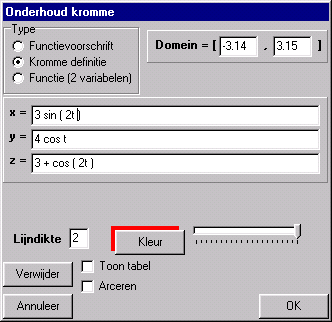 Onderhoud kromme
Type
Functievoorschrift
Kromme definitie
Functie (2 variabelen)
Domein = [ -3.14 , 3.15 ]
x = 3 sin ( 2t )
y = 4 cos t
z = 3 + cos ( 2t )
Lijndikte 2 Kleur
Verwijder Toon tabel
Arceren
Annuleer OK